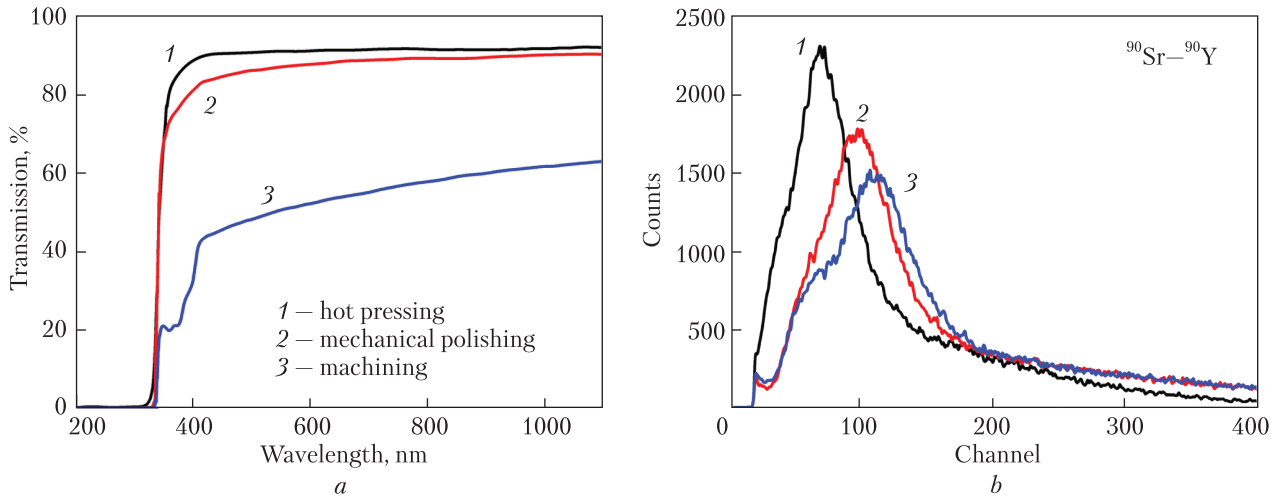 100
80
60
40
20
0
200 400 600 800 1000
Transmission, %
Wavelength, nm
1
2
3
1 – hot pressing
2 – mechanical polishing
3 – machining
a
2500
2000
1500
1000
500
0 100 200 300 400
Counts
Channel
⁹⁰Sr–⁹⁰Y
1
2
3
b